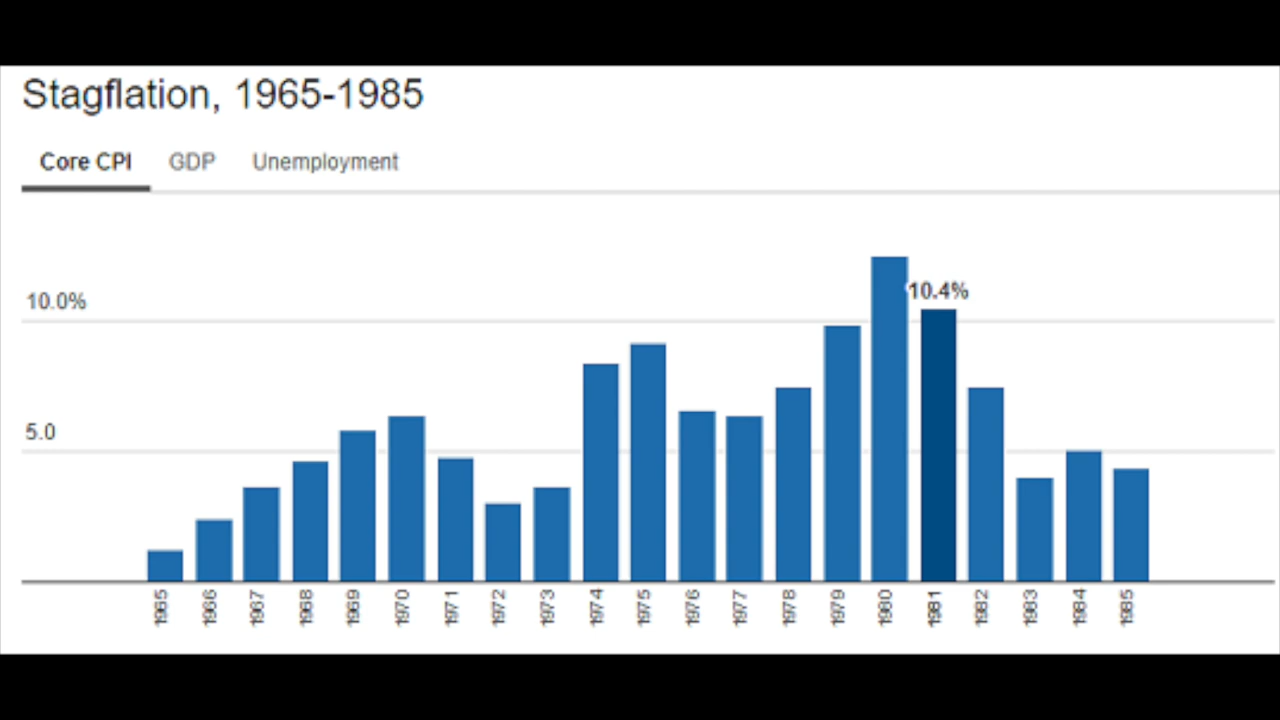 Stagflation, 1965-1985
Core CPI GDP Unemployment
10.0%
10.4%
5.0
1965 1966 1967 1968 1969 1970 1971 1972 1973 1974 1975 1976 1977 1978 1979 1980 1981 1982 1983 1984 1985